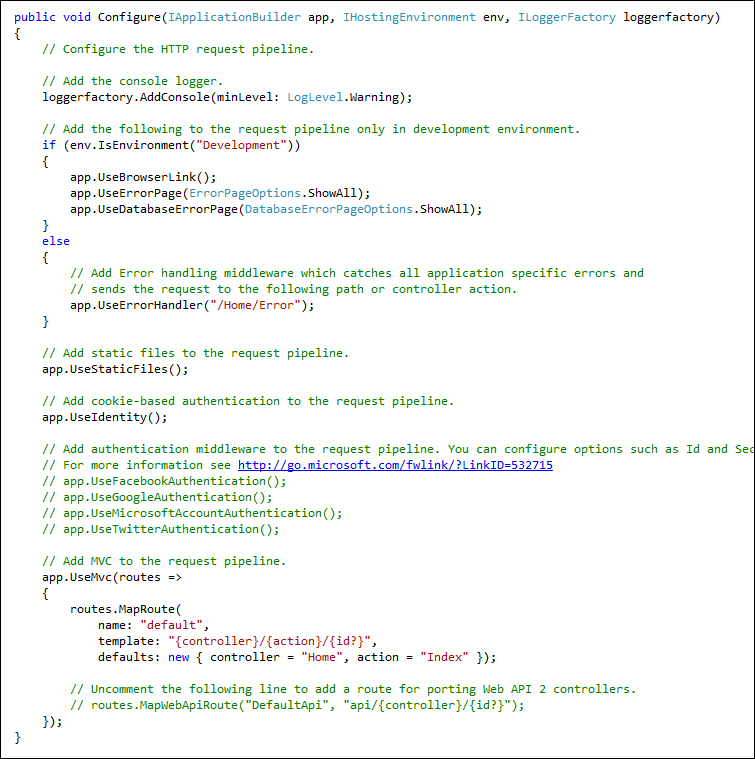 public void Configure(IApplicationBuilder app, IHostingEnvironment env, ILoggerFactory loggerfactory)
{
    // Configure the HTTP request pipeline.

    // Add the console logger.
    loggerfactory.AddConsole(minLevel: LogLevel.Warning);

    // Add the following to the request pipeline only in development environment.
    if (env.IsEnvironment("Development"))
    {
        app.UseBrowserLink();
        app.UseErrorPage(ErrorPageOptions.ShowAll);
        app.UseDatabaseErrorPage(DatabaseErrorPageOptions.ShowAll);
    }
    else
    {
        // Add Error handling middleware which catches all application specific errors and
        // sends the request to the following path or controller action.
        app.UseErrorHandler("/Home/Error");
    }

    // Add static files to the request pipeline.
    app.UseStaticFiles();

    // Add cookie-based authentication to the request pipeline.
    app.UseIdentity();

    // Add authentication middleware to the request pipeline. You can configure options such as Id and Sec
    // For more information see http://go.microsoft.com/fwlink/?LinkID=532715
    // app.UseFacebookAuthentication();
    // app.UseGoogleAuthentication();
    // app.UseMicrosoftAccountAuthentication();
    // app.UseTwitterAuthentication();

    // Add MVC to the request pipeline.
    app.UseMvc(routes =>
    {
        routes.MapRoute(
            name: "default",
            template: "{controller}/{action}/{id?}",
            defaults: new { controller = "Home", action = "Index" });

        // Uncomment the following line to add a route for porting Web API 2 controllers.
        // routes.MapWebApiRoute("DefaultApi", "api/{controller}/{id?}");
    });
}